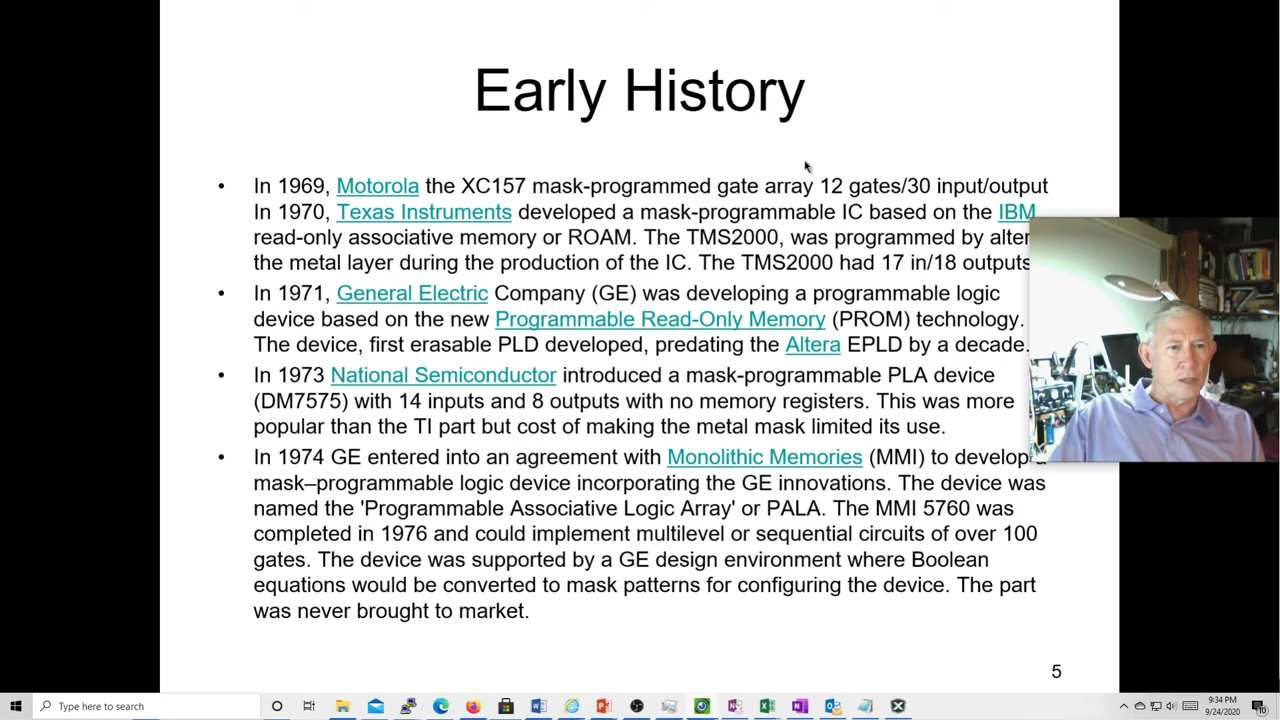 Early History
• In 1969, Motorola the XC157 mask-programmed gate array 12 gates/30 input/output
In 1970, Texas Instruments developed a mask-programmable IC based on the IBM
read-only associative memory or ROAM. The TMS2000, was programmed by alter
the metal layer during the production of the IC. The TMS2000 had 17 in/18 outputs
• In 1971, General Electric Company (GE) was developing a programmable logic
device based on the new Programmable Read-Only Memory (PROM) technology.
The device, first erasable PLD developed, predating the Altera EPLD by a decade.
• In 1973 National Semiconductor introduced a mask-programmable PLA device
(DM7575) with 14 inputs and 8 outputs with no memory registers. This was more
popular than the TI part but cost of making the metal mask limited its use.
• In 1974 GE entered into an agreement with Monolithic Memories (MMI) to develop a
mask–programmable logic device incorporating the GE innovations. The device was
named the 'Programmable Associative Logic Array' or PALA. The MMI 5760 was
completed in 1976 and could implement multilevel or sequential circuits of over 100
gates. The device was supported by a GE design environment where Boolean
equations would be converted to mask patterns for configuring the device. The part
was never brought to market.
5
Type here to search
9:34 PM
9/24/2020
10